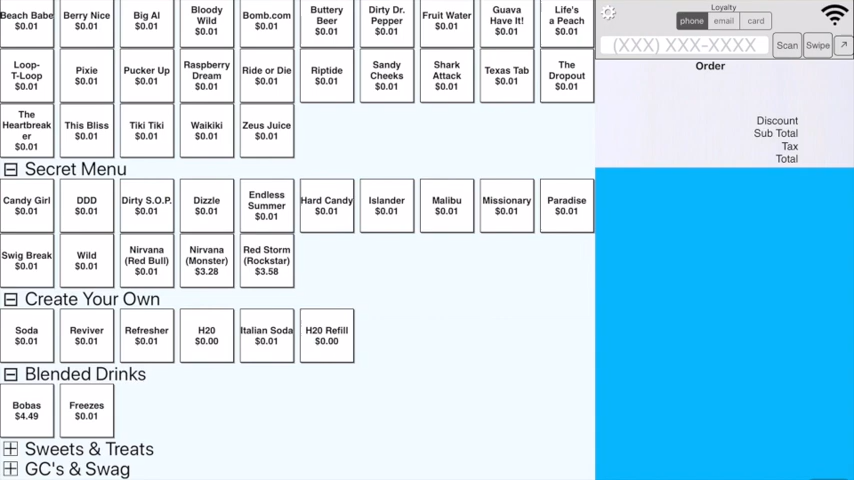 Beach Babe
$0.01
Berry Nice
$0.01
Big Al
$0.01
Bloody
Wild
$0.01
Bomb.com
$0.01
Buttery
Beer
$0.01
Dirty Dr.
Pepper
$0.01
Fruit Water
$0.01
Guava
Have It!
$0.01
Life's
a Peach
$0.01
Loop-
T-Loop
$0.01
Pixie
$0.01
Pucker Up
$0.01
Raspberry
Dream
$0.01
Ride or Die
$0.01
Riptide
$0.01
Sandy
Cheeks
$0.01
Shark
Attack
$0.01
Texas Tab
$0.01
The
Dropout
$0.01
The
Heartbreak
er
$0.01
This Bliss
$0.01
Tiki Tiki
$0.01
Waikiki
$0.01
Zeus Juice
$0.01
Secret Menu
Candy Girl
$0.01
DDD
$0.01
Dirty S.O.P.
$0.01
Dizzle
$0.01
Endless
Summer
$0.01
Hard Candy
$0.01
Islander
$0.01
Malibu
$0.01
Missionary
$0.01
Paradise
$0.01
Swig Break
$0.01
Wild
$0.01
Nirvana
(Red Bull)
$0.01
Nirvana
(Monster)
$3.28
Red Storm
(Rockstar)
$3.58
Create Your Own
Soda
$0.01
Reviver
$0.01
Refresher
$0.01
H20
$0.00
Italian Soda
$0.01
H20 Refill
$0.00
Blended Drinks
Bobas
$4.49
Freezes
$0.01
Sweets & Treats
GC's & Swag
Loyalty
phone email card
(XXX) XXX-XXXX
Scan Swipe
Order
Discount
Sub Total
Tax
Total